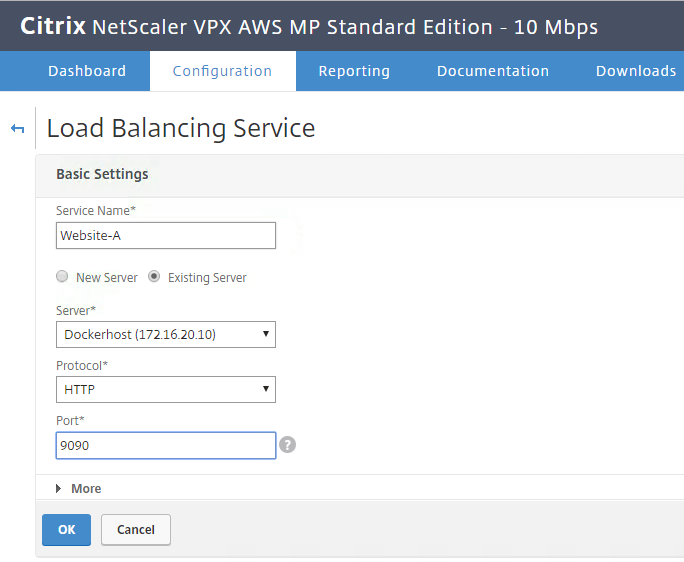 Citrix NetScaler VPX AWS MP Standard Edition - 10 Mbps
Dashboard Configuration Reporting Documentation Downloads
Load Balancing Service
Basic Settings
Service Name*
Website-A
New Server Existing Server
Server*
Dockerhost (172.16.20.10)
Protocol*
HTTP
Port*
9090 ?
More
OK Cancel